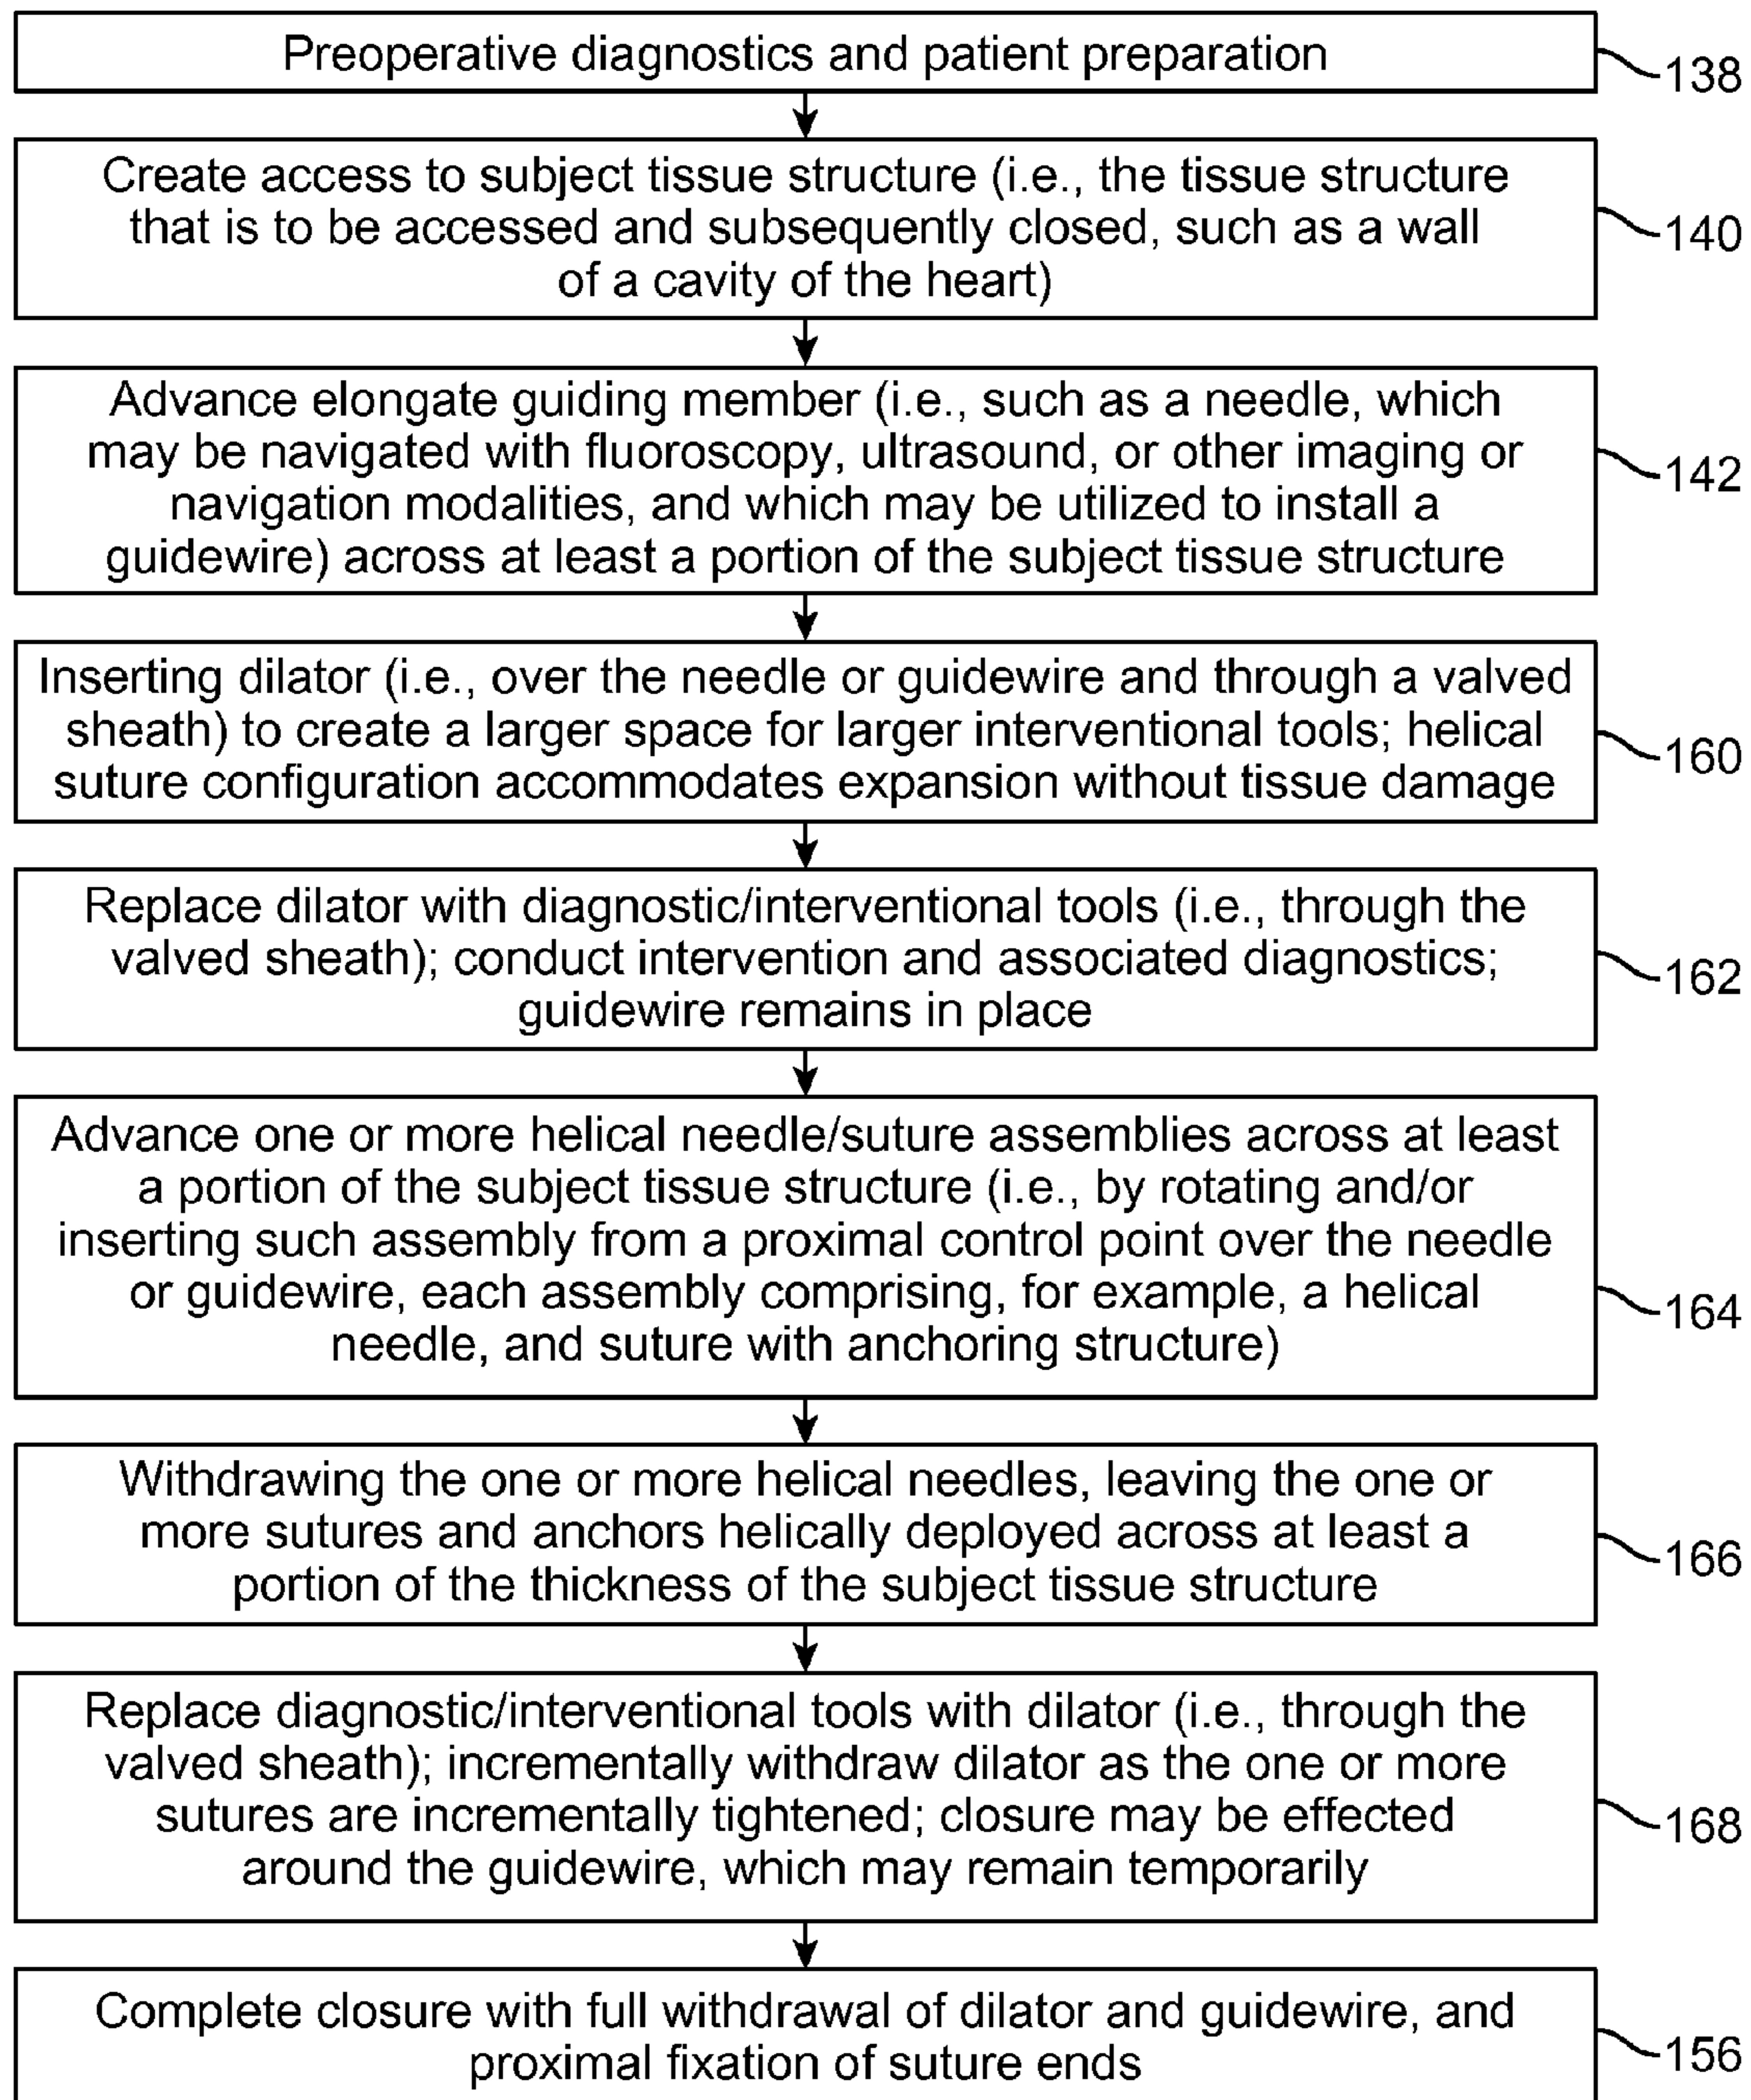 Preoperative diagnostics and patient preparation
138
Create access to subject tissue structure (i.e., the tissue structure
that is to be accessed and subsequently closed, such as a wall
of a cavity of the heart)
140
Advance elongate guiding member (i.e., such as a needle, which
may be navigated with fluoroscopy, ultrasound, or other imaging or
navigation modalities, and which may be utilized to install a
guidewire) across at least a portion of the subject tissue structure
142
Inserting dilator (i.e., over the needle or guidewire and through a valved
sheath) to create a larger space for larger interventional tools; helical
suture configuration accommodates expansion without tissue damage
160
Replace dilator with diagnostic/interventional tools (i.e., through the
valved sheath); conduct intervention and associated diagnostics;
guidewire remains in place
162
Advance one or more helical needle/suture assemblies across at least
a portion of the subject tissue structure (i.e., by rotating and/or
inserting such assembly from a proximal control point over the needle
or guidewire, each assembly comprising, for example, a helical
needle, and suture with anchoring structure)
164
Withdrawing the one or more helical needles, leaving the one or
more sutures and anchors helically deployed across at least a
portion of the thickness of the subject tissue structure
166
Replace diagnostic/interventional tools with dilator (i.e., through the
valved sheath); incrementally withdraw dilator as the one or more
sutures are incrementally tightened; closure may be effected
around the guidewire, which may remain temporarily
168
Complete closure with full withdrawal of dilator and guidewire, and
proximal fixation of suture ends
156